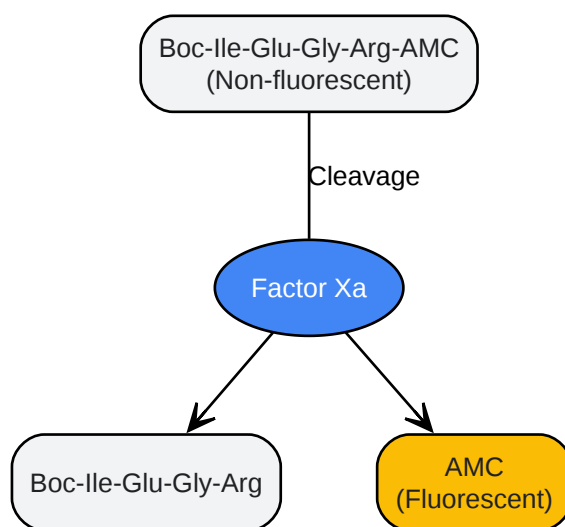 Boc-Ile-Glu-Gly-Arg-AMC
(Non-fluorescent)
Cleavage
Factor Xa
Boc-Ile-Glu-Gly-Arg
AMC
(Fluorescent)